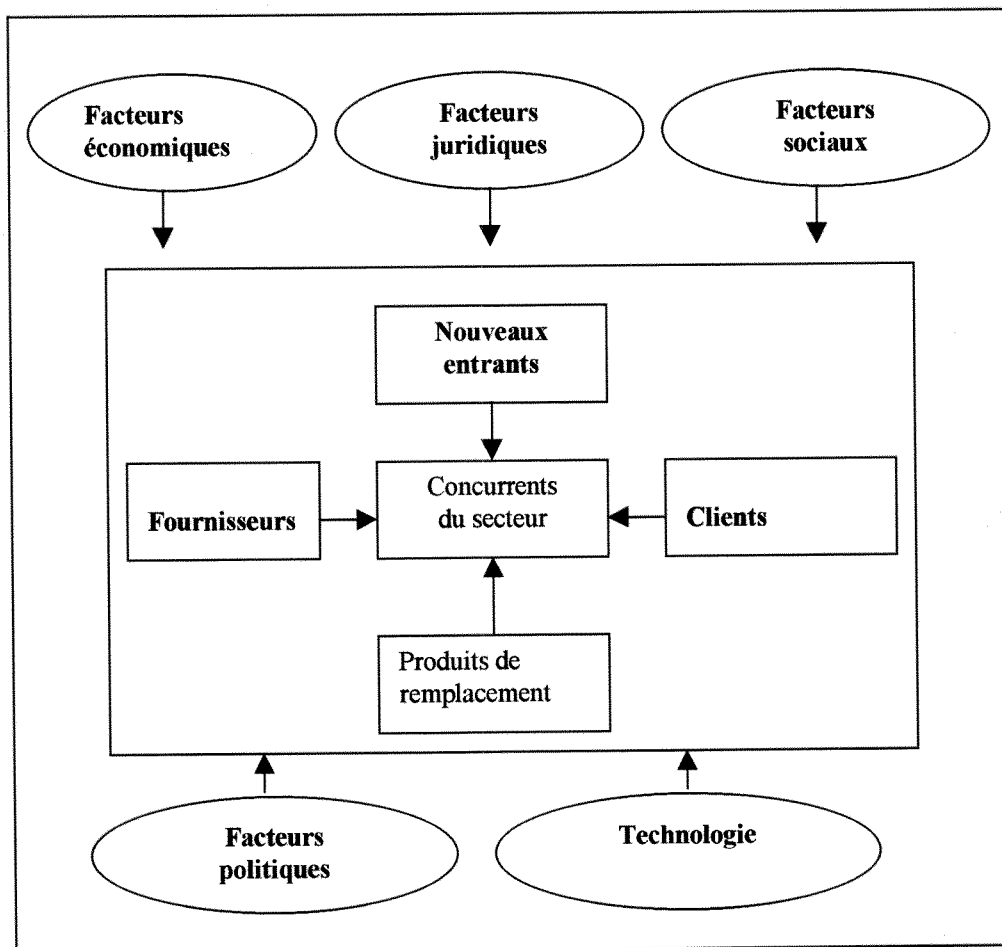 Facteurs
économiques
Facteurs
juridiques
Facteurs
sociaux
Nouveaux
entrants
Fournisseurs
Concurrents
du secteur
Clients
Produits de
remplacement
Facteurs
politiques
Technologie